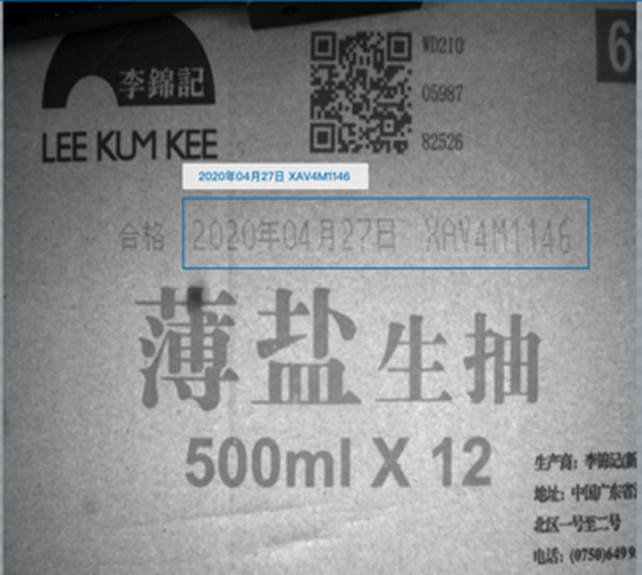 李錦記
LEE KUM KEE
WD210
05987
82526
6
2020年04月27日 XAV4M1146
合格 2020年04月27日 XAV4M1146
薄盐生抽
500ml X 12
生产商: 李錦記(新
地址: 中国广东省
北区一号至二号
电话: (0750)6499